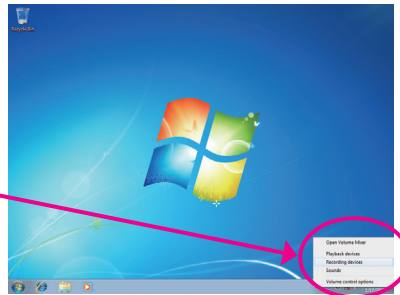 Recycle Bin
Open Volume Mixer
Playback devices
Recording devices
Sounds
Volume control options